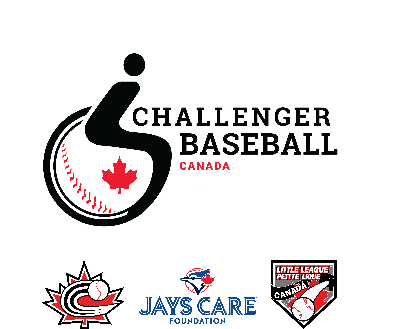 CHALLENGER
BASEBALL
CANADA
JAYS CARE
FOUNDATION
LITTLE LEAGUE
PETITE LIGUE
CANADA